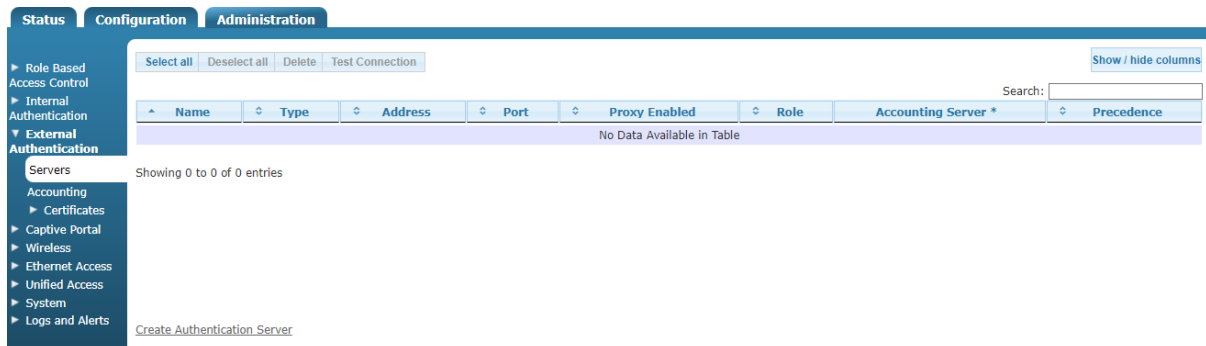 Status Configuration Administration
Role Based
Access Control
Internal
Authentication
External
Authentication
Servers
Accounting
Certificates
Captive Portal
Wireless
Ethernet Access
Unified Access
System
Logs and Alerts
Select all Deselect all Delete Test Connection
Show / hide columns
Search:
Name Type Address Port Proxy Enabled Role Accounting Server * Precedence
No Data Available in Table
Showing 0 to 0 of 0 entries
Create Authentication Server